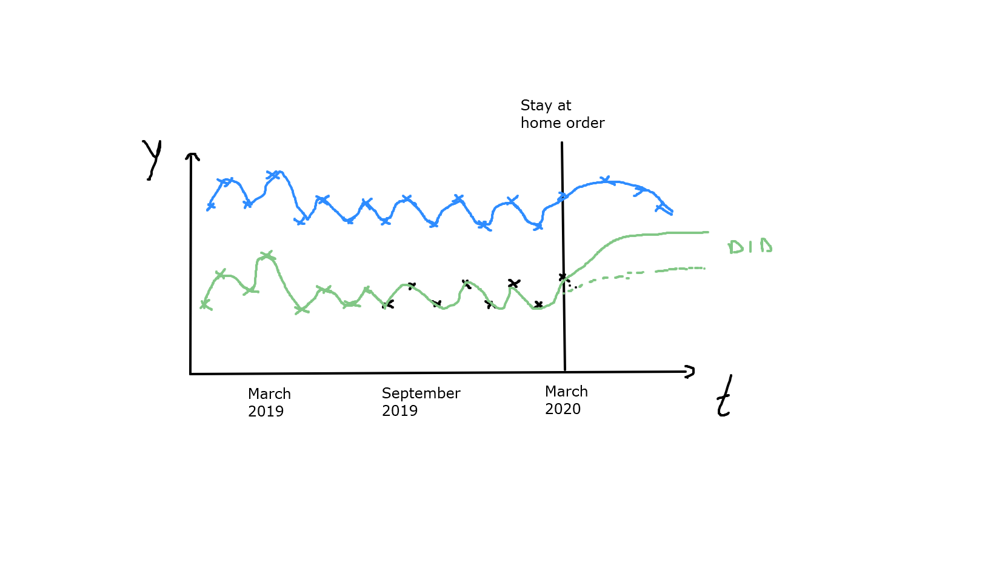 Stay at
home order
y
DID
March
2019
September
2019
March
2020
t